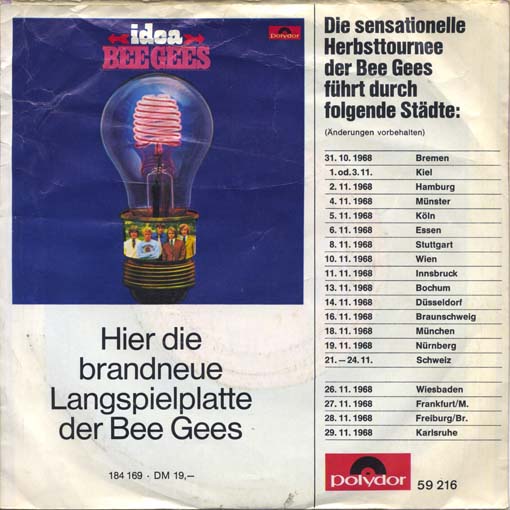 idea
BEE GEES
Polydor
Hier die
brandneue
Langspielplatte
der Bee Gees
184 169 · DM 19,–
Die sensationelle
Herbsttournee
der Bee Gees
führt durch
folgende Städte:
(Änderungen vorbehalten)
31. 10. 1968 Bremen
1. od. 3. 11. Kiel
2. 11. 1968 Hamburg
4. 11. 1968 Münster
5. 11. 1968 Köln
6. 11. 1968 Essen
8. 11. 1968 Stuttgart
10. 11. 1968 Wien
11. 11. 1968 Innsbruck
13. 11. 1968 Bochum
14. 11. 1968 Düsseldorf
16. 11. 1968 Braunschweig
18. 11. 1968 München
19. 11. 1968 Nürnberg
21. – 24. 11. Schweiz
26. 11. 1968 Wiesbaden
27. 11. 1968 Frankfurt/M.
28. 11. 1968 Freiburg/Br.
29. 11. 1968 Karlsruhe
polydor 59 216